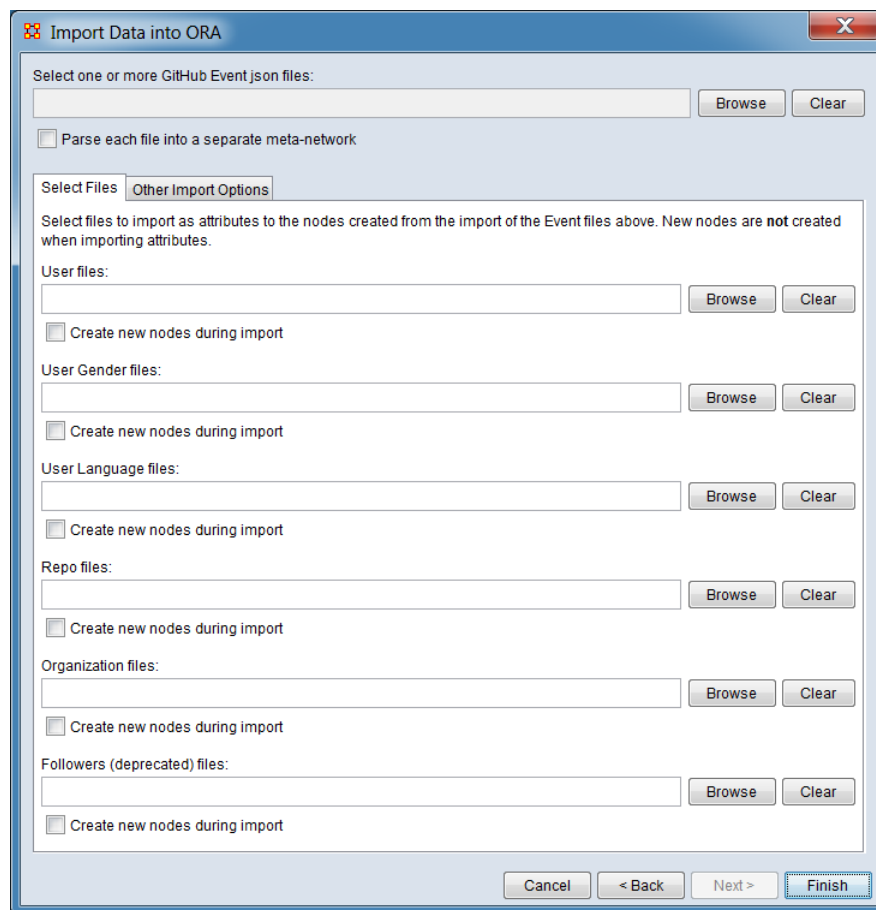 Import Data into ORA
X
Select one or more GitHub Event json files:
Browse
Clear
Parse each file into a separate meta-network
Select Files
Other Import Options
Select files to import as attributes to the nodes created from the import of the Event files above. New nodes are not created
when importing attributes.
User files:
Browse
Clear
Create new nodes during import
User Gender files:
Browse
Clear
Create new nodes during import
User Language files:
Browse
Clear
Create new nodes during import
Repo files:
Browse
Clear
Create new nodes during import
Organization files:
Browse
Clear
Create new nodes during import
Followers (deprecated) files:
Browse
Clear
Create new nodes during import
Cancel
< Back
Next >
Finish